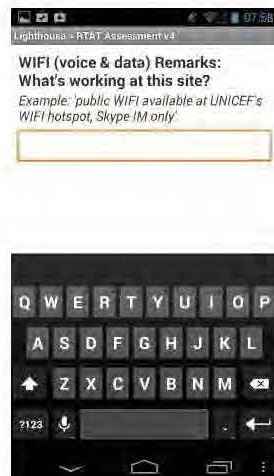 07:58
Lighthouse > RTAT Assessment v4
WIFI (voice & data) Remarks:
What's working at this site?
Example: 'public WIFI available at UNICEF's
WIFI hotspot, Skype IM only'
Q W E R T Y U I O P
A S D F G H J K L
Z X C V B N M
?123 .